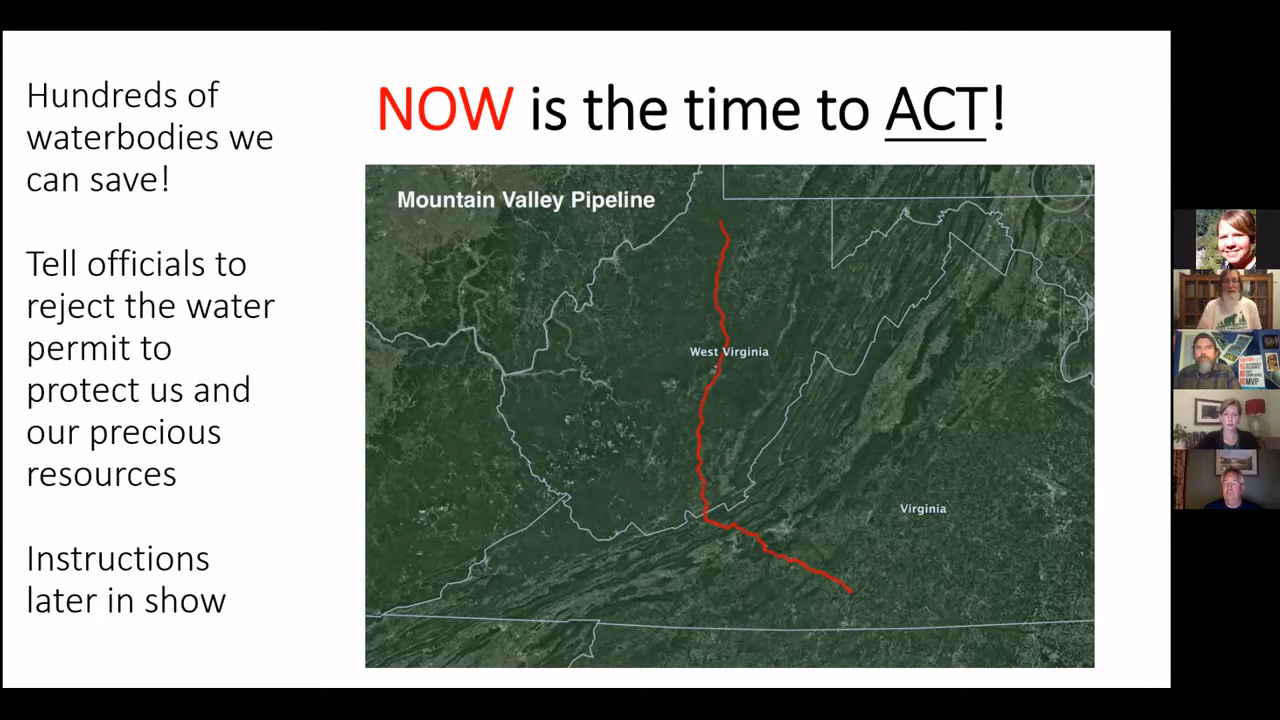 Hundreds of
waterbodies we
can save!
Tell officials to
reject the water
permit to
protect us and
our precious
resources
Instructions
later in show
NOW is the time to ACT!
Mountain Valley Pipeline
West Virginia
Virginia
MVP